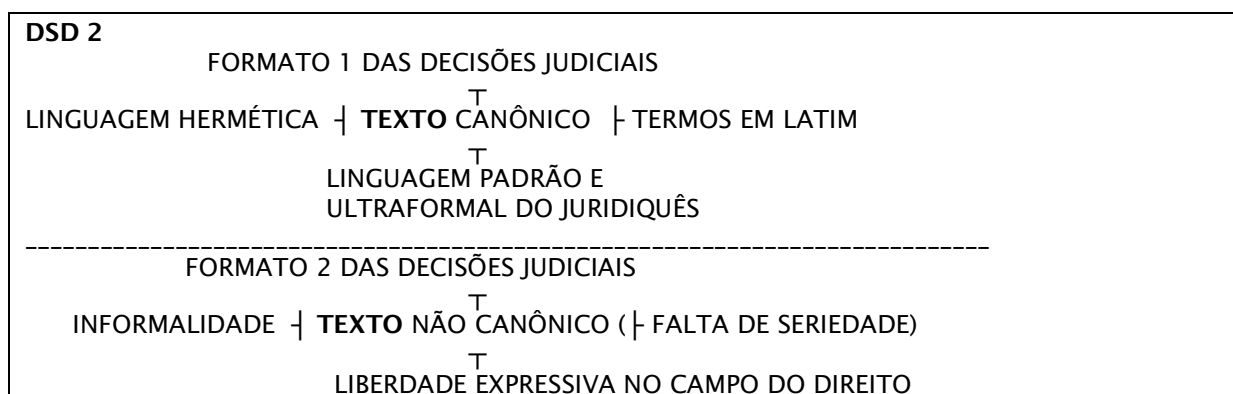 DSD 2
FORMATO 1 DAS DECISÕES JUDICIAIS
┬
LINGUAGEM HERMÉTICA ┤ TEXTO CANÔNICO ├ TERMOS EM LATIM
┬
LINGUAGEM PADRÃO E
ULTRAFORMAL DO JURIDIQUÊS
______________________________________________________________________________
FORMATO 2 DAS DECISÕES JUDICIAIS
┬
INFORMALIDADE ┤ TEXTO NÃO CANÔNICO (├ FALTA DE SERIEDADE)
┬
LIBERDADE EXPRESSIVA NO CAMPO DO DIREITO